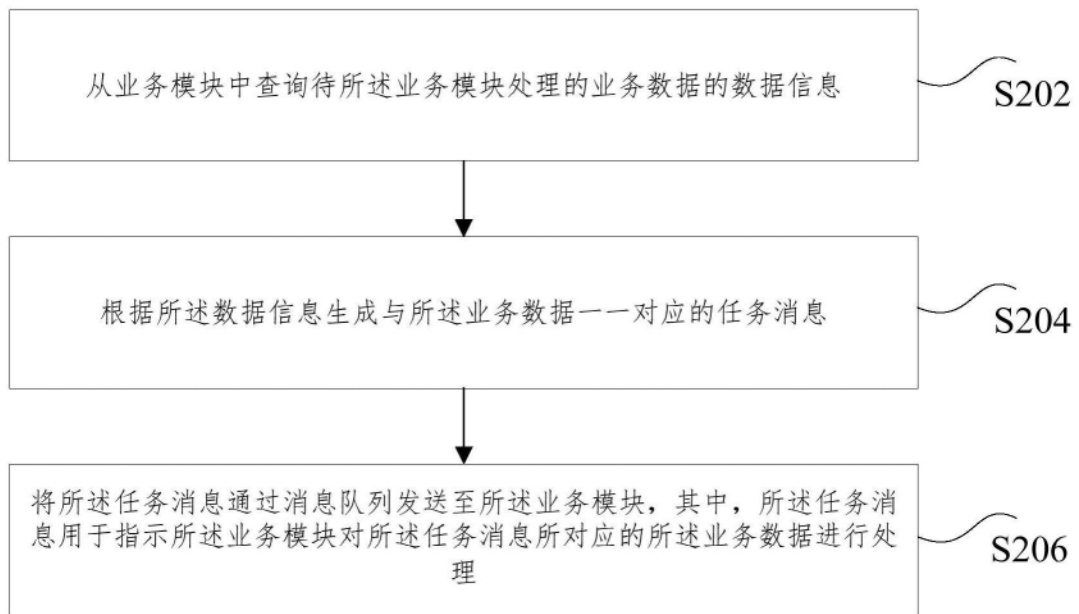 从业务模块中查询待所述业务模块处理的业务数据的数据信息
S202
根据所述数据信息生成与所述业务数据一一对应的任务消息
S204
将所述任务消息通过消息队列发送至所述业务模块，其中，所述任务消
息用于指示所述业务模块对所述任务消息所对应的所述业务数据进行处
理
S206